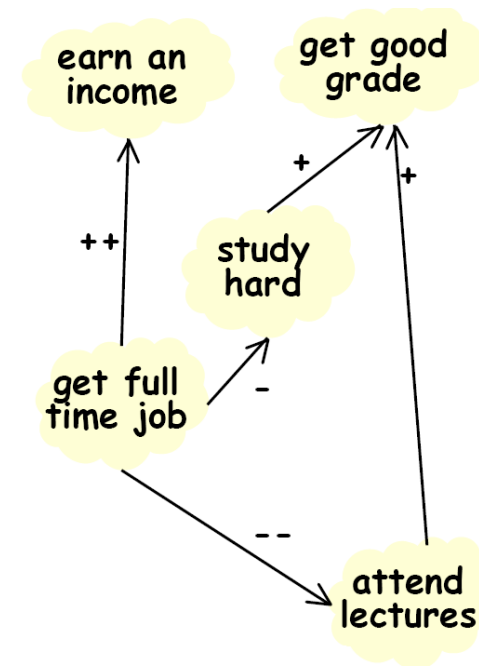 earn an
income
get good
grade
+
+
++
study
hard
get full
time job
-
--
attend
lectures